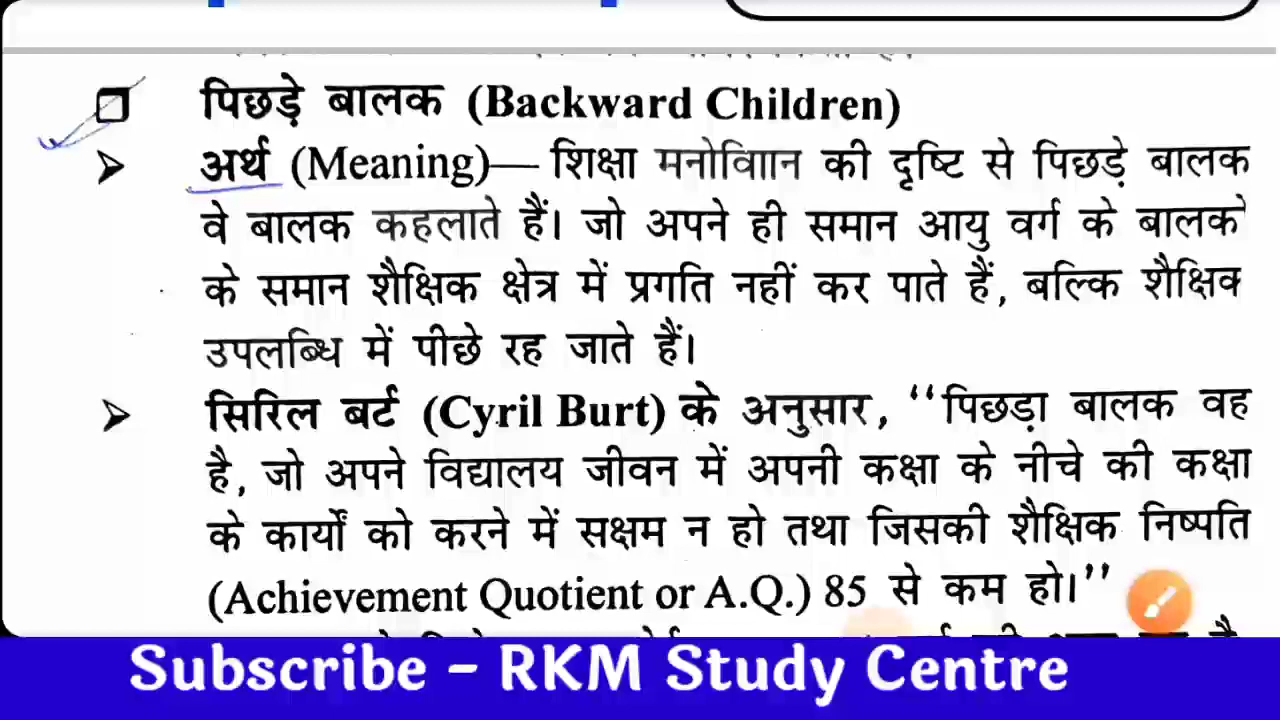 पिछड़े बालक (Backward Children)
अर्थ (Meaning)— शिक्षा मनोविाान की दृष्टि से पिछड़े बालक
वे बालक कहलाते हैं। जो अपने ही समान आयु वर्ग के बालको
के समान शैक्षिक क्षेत्र में प्रगति नहीं कर पाते हैं, बल्कि शैक्षिक
उपलब्धि में पीछे रह जाते हैं।
सिरिल बर्ट (Cyril Burt) के अनुसार, ‘‘पिछड़ा बालक वह
है, जो अपने विद्यालय जीवन में अपनी कक्षा के नीचे की कक्षा
के कार्यों को करने में सक्षम न हो तथा जिसकी शैक्षिक निष्पति
(Achievement Quotient or A.Q.) 85 से कम हो।’’
Subscribe - RKM Study Centre